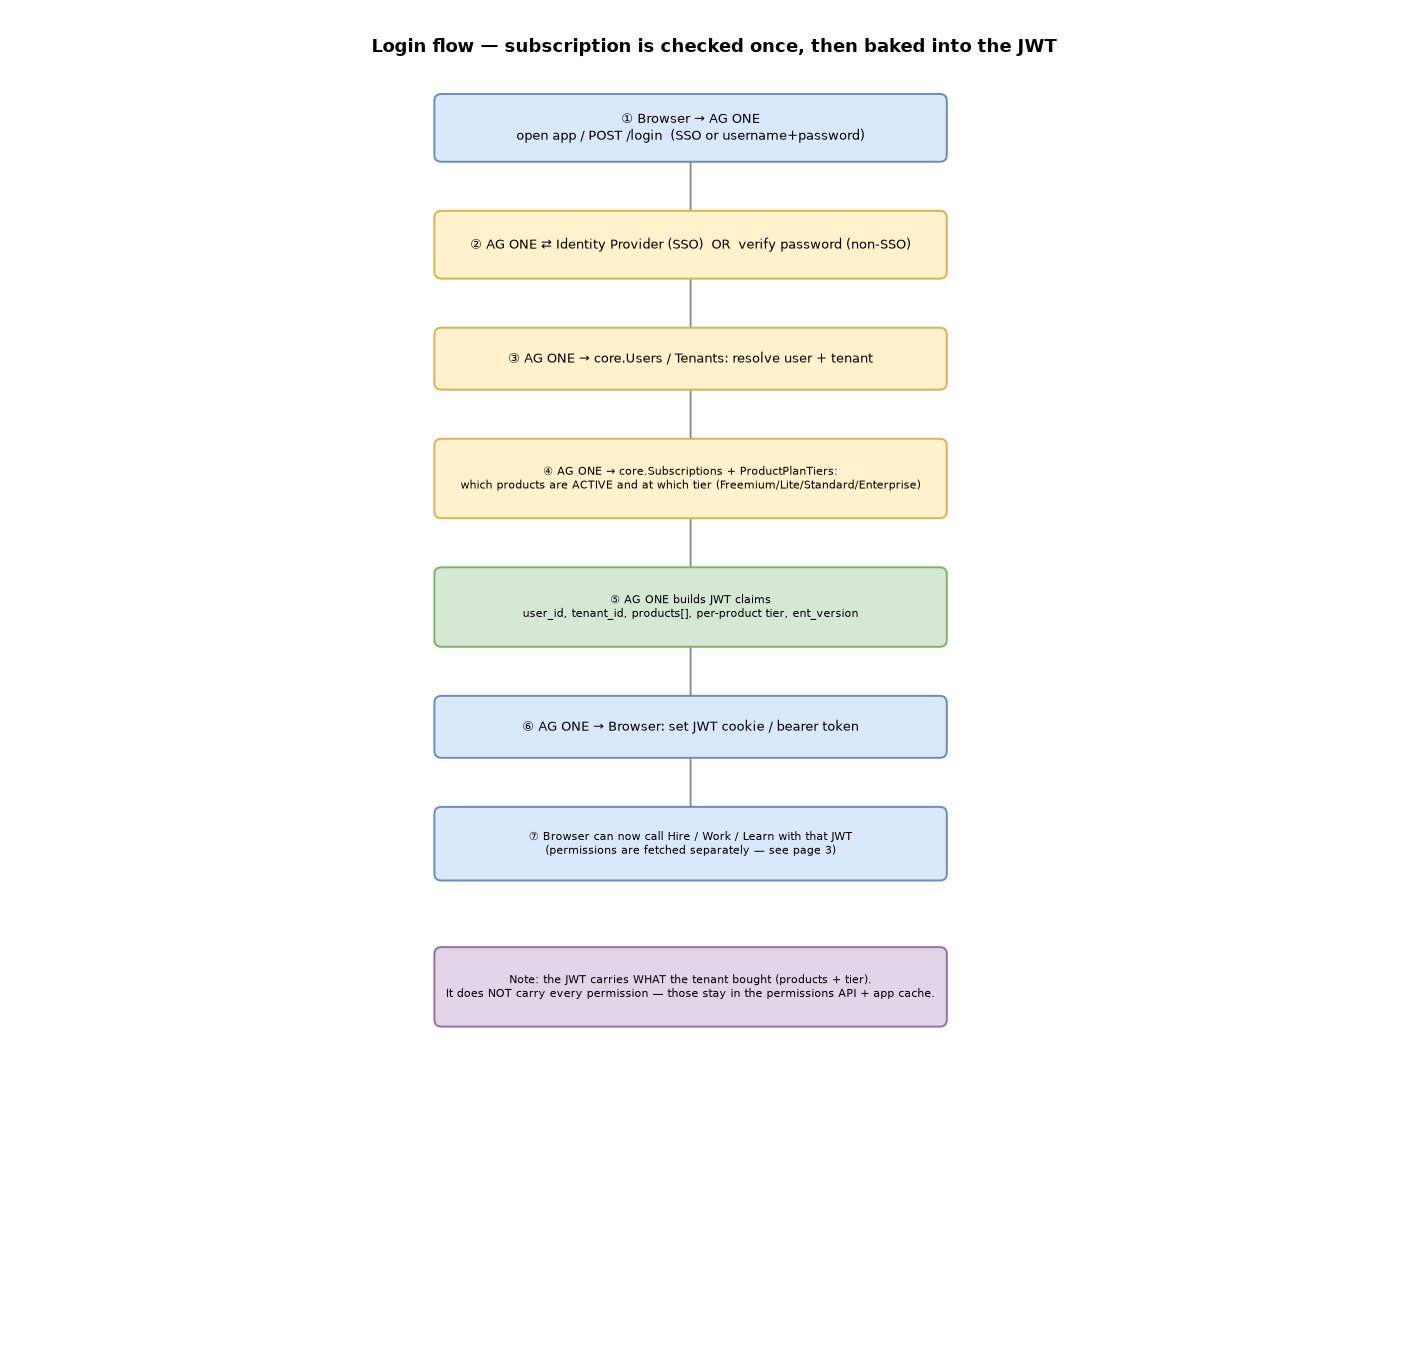 Login flow — subscription is checked once, then baked into the JWT
① Browser → AG ONE
open app / POST /login  (SSO or username+password)
② AG ONE ⇄ Identity Provider (SSO)  OR  verify password (non-SSO)
③ AG ONE → core.Users / Tenants: resolve user + tenant
④ AG ONE → core.Subscriptions + ProductPlanTiers:
which products are ACTIVE and at which tier (Freemium/Lite/Standard/Enterprise)
⑤ AG ONE builds JWT claims
user_id, tenant_id, products[], per-product tier, ent_version
⑥ AG ONE → Browser: set JWT cookie / bearer token
⑦ Browser can now call Hire / Work / Learn with that JWT
(permissions are fetched separately — see page 3)
Note: the JWT carries WHAT the tenant bought (products + tier).
It does NOT carry every permission — those stay in the permissions API + app cache.